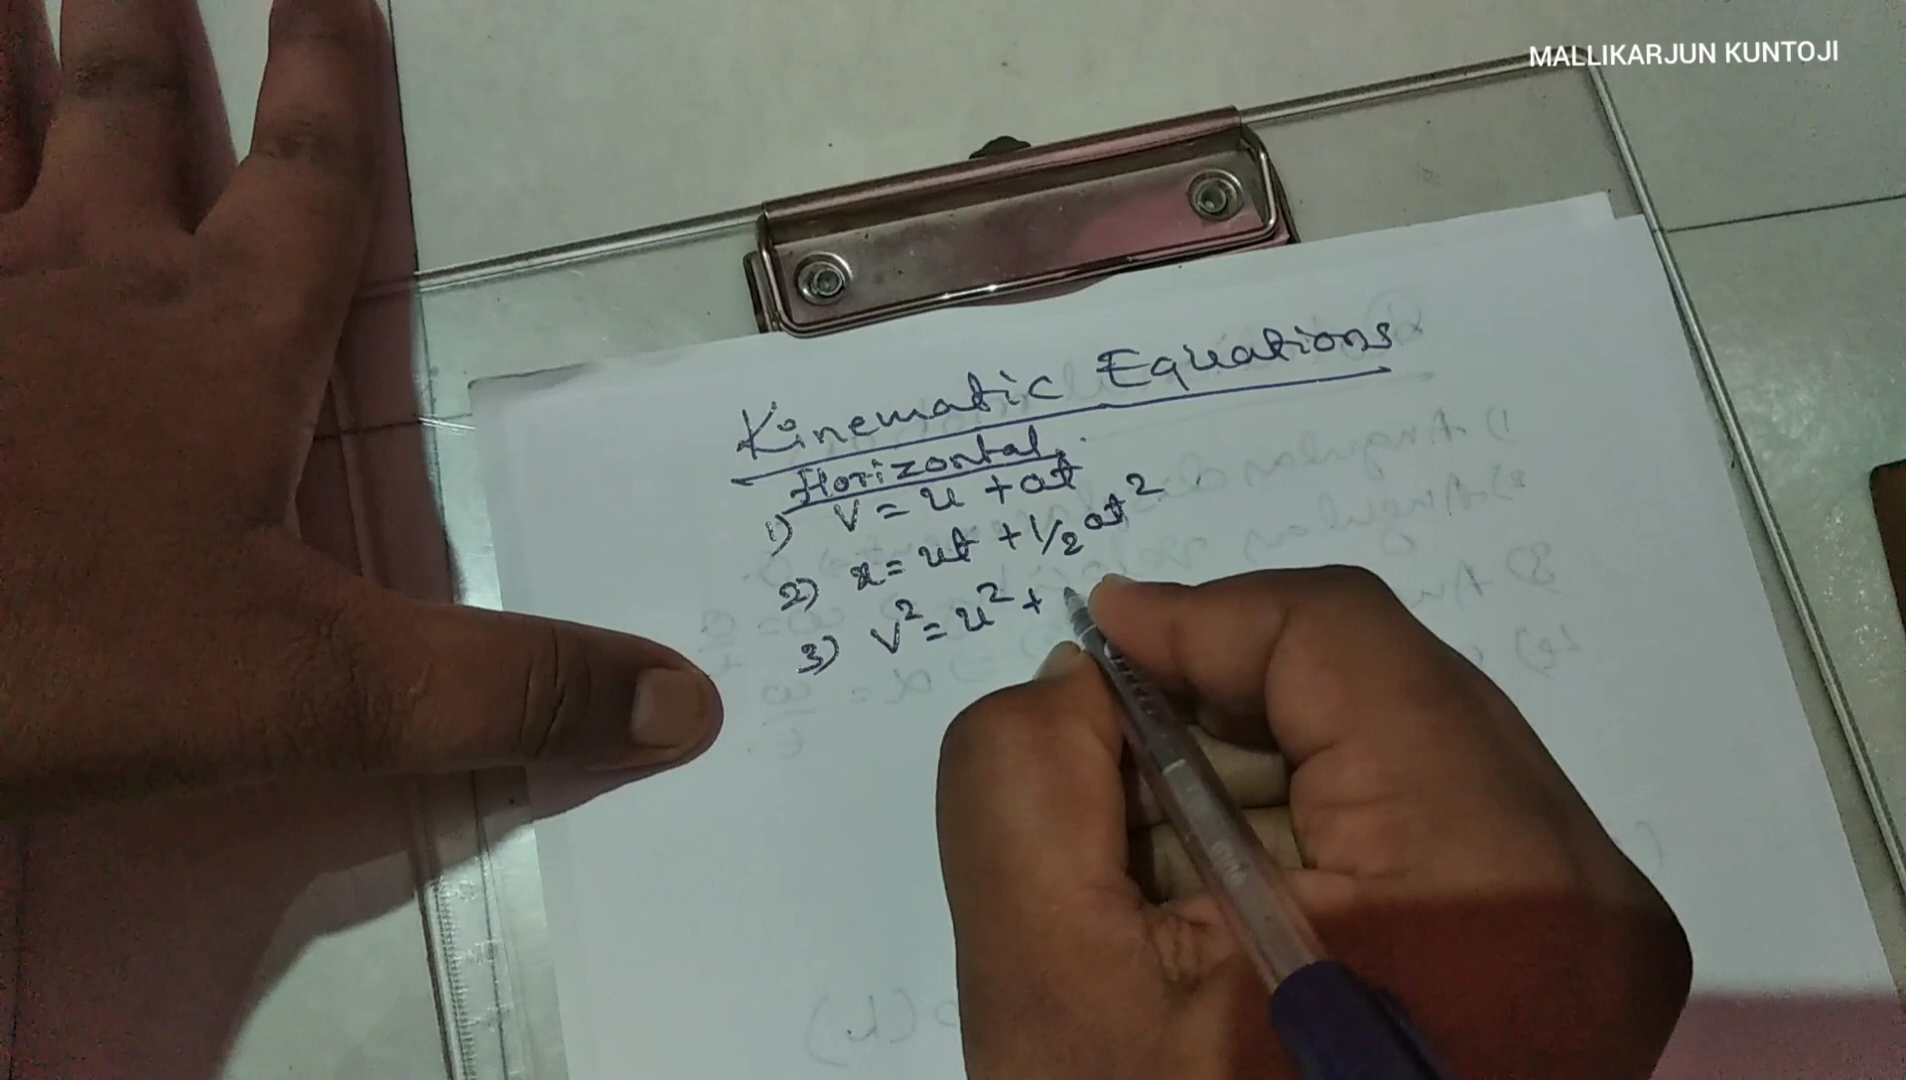 MALLIKARJUN KUNTOJI
Kinematic Equations
Horizontal.
1) V = u + at
2) x = ut + 1/2 at²
3) V² = u² +